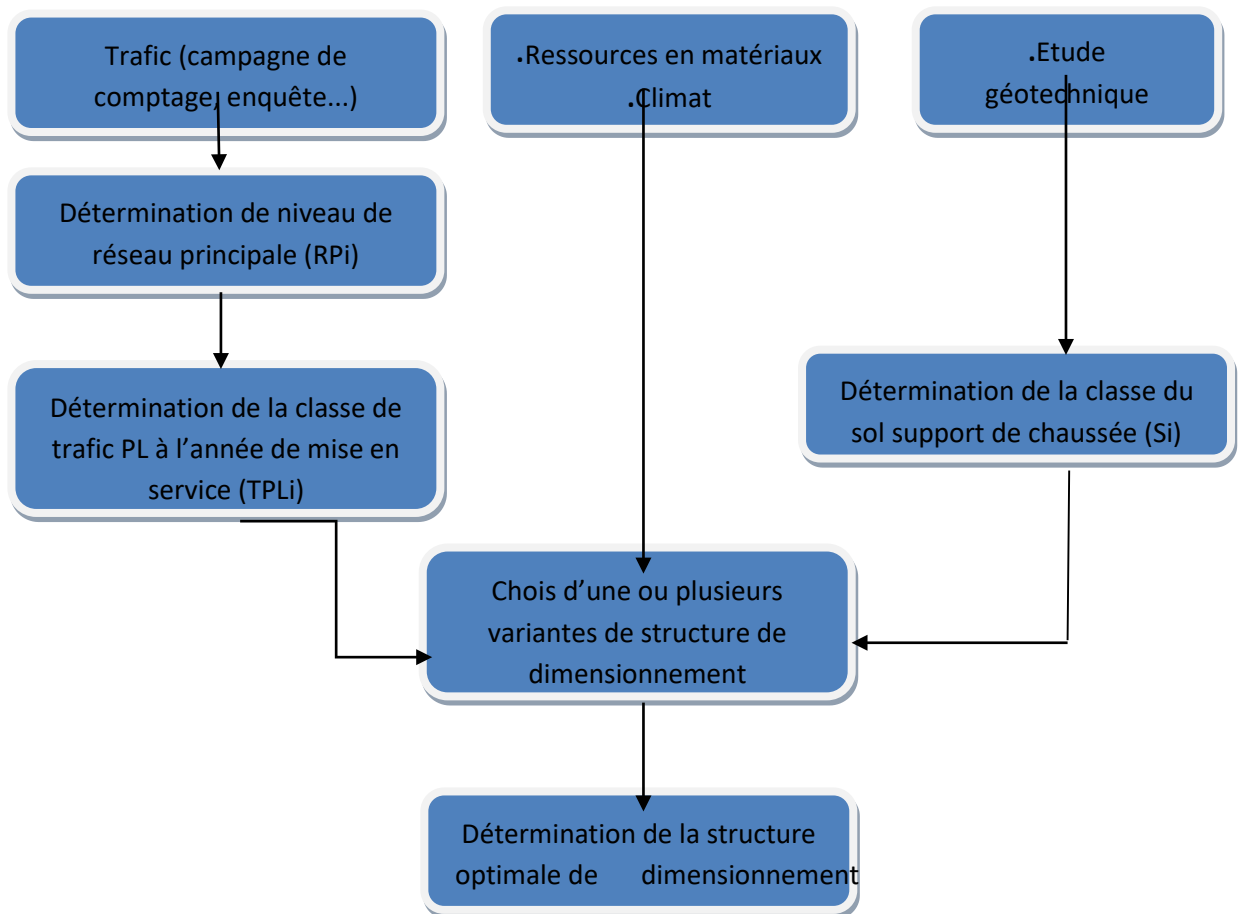 Trafic (campagne de
comptage, enquête...)
.Ressources en matériaux
.Climat
.Etude
géotechnique
Détermination de niveau de
réseau principale (RPi)
Détermination de la classe de
trafic PL à l’année de mise en
service (TPLi)
Détermination de la classe du
sol support de chaussée (Si)
Chois d’une ou plusieurs
variantes de structure de
dimensionnement
Détermination de la structure
optimale de dimensionnement